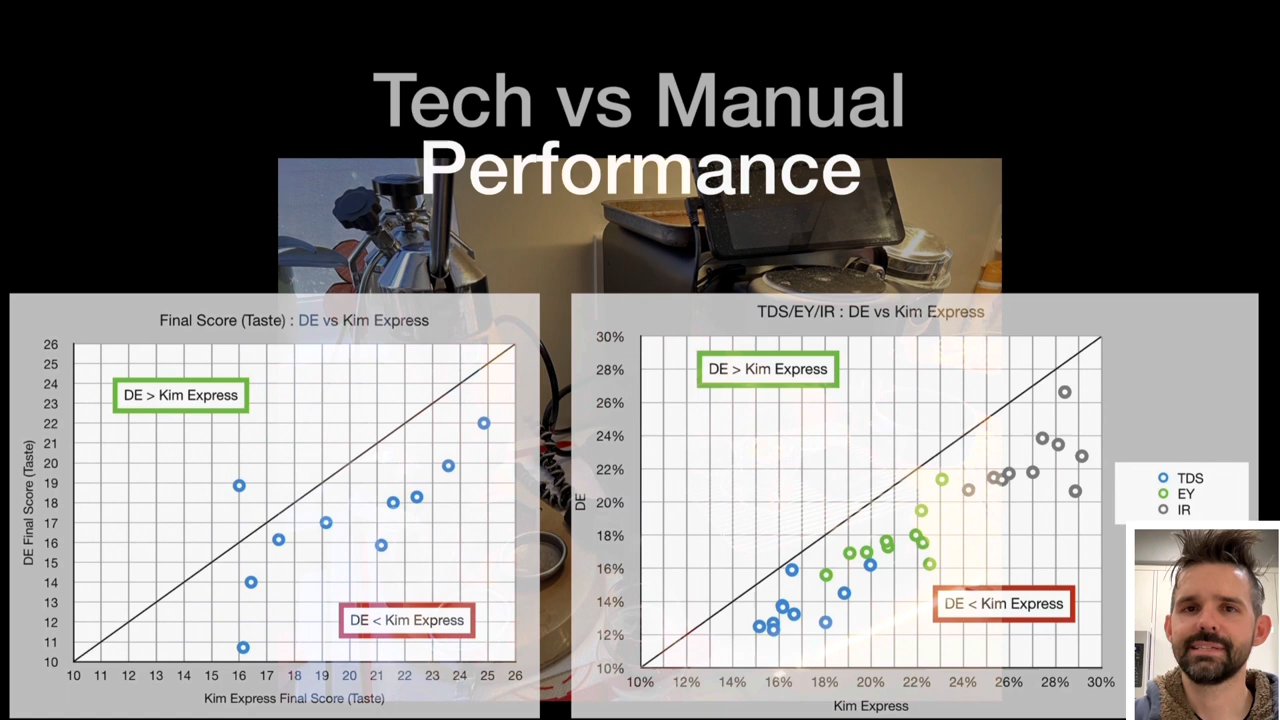 Tech vs Manual
Performance
Final Score (Taste) : DE vs Kim Express
26
25
24
23
22
21
20
19
18
17
16
15
14
13
12
11
10
DE Final Score (Taste)
DE > Kim Express
DE < Kim Express
10 11 12 13 14 15 16 17 18 19 20 21 22 23 24 25 26
Kim Express Final Score (Taste)
TDS/EY/IR : DE vs Kim Express
30%
28%
26%
24%
22%
20%
18%
16%
14%
12%
10%
DE
DE > Kim Express
DE < Kim Express
10% 12% 14% 16% 18% 20% 22% 24% 26% 28% 30%
Kim Express
TDS
EY
IR